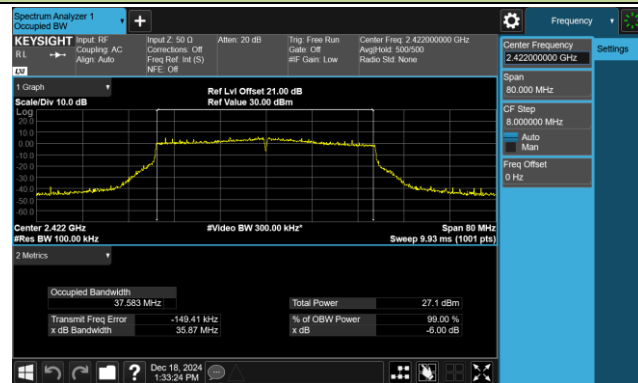 Spectrum Analyzer 1
Occupied BW
Frequency
KEYSIGHT
Input: RF
Coupling: AC
Align: Auto
Input Z: 50 Ω
Corrections: Off
Freq Ref: Int (S)
NFE: Off
Atten: 20 dB
Trig: Free Run
Gate: Off
#IF Gain: Low
Center Freq: 2.422000000 GHz
Avg|Hold: 500/500
Radio Std: None
RL
LXI
Center Frequency
2.422000000 GHz
Settings
Span
80.000 MHz
CF Step
8.000000 MHz
Auto
Man
Freq Offset
0 Hz
1 Graph
Scale/Div 10.0 dB
Ref Lvl Offset 21.00 dB
Ref Value 30.00 dBm
Log
20.0
10.0
0.00
-10.0
-20.0
-30.0
-40.0
-50.0
-60.0
Center 2.422 GHz
#Res BW 100.00 kHz
#Video BW 300.00 kHz*
Span 80 MHz
Sweep 9.93 ms (1001 pts)
2 Metrics
Occupied Bandwidth
37.583 MHz
Total Power 27.1 dBm
Transmit Freq Error -149.41 kHz
% of OBW Power 99.00 %
x dB Bandwidth 35.87 MHz
x dB -6.00 dB
Dec 18, 2024
1:33:24 PM